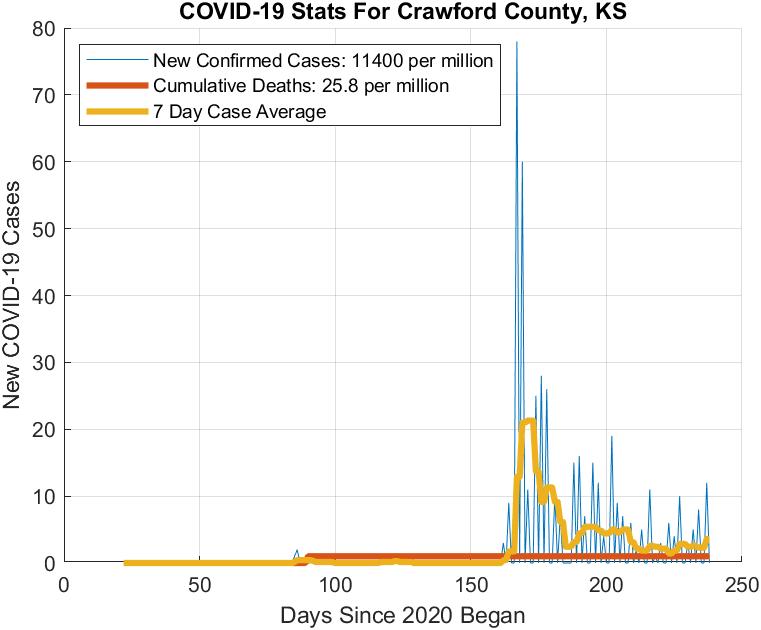 COVID-19 Stats For Crawford County, KS
80
70
60
50
40
30
20
10
0
New COVID-19 Cases
New Confirmed Cases: 11400 per million
Cumulative Deaths: 25.8 per million
7 Day Case Average
0 50 100 150 200 250
Days Since 2020 Began